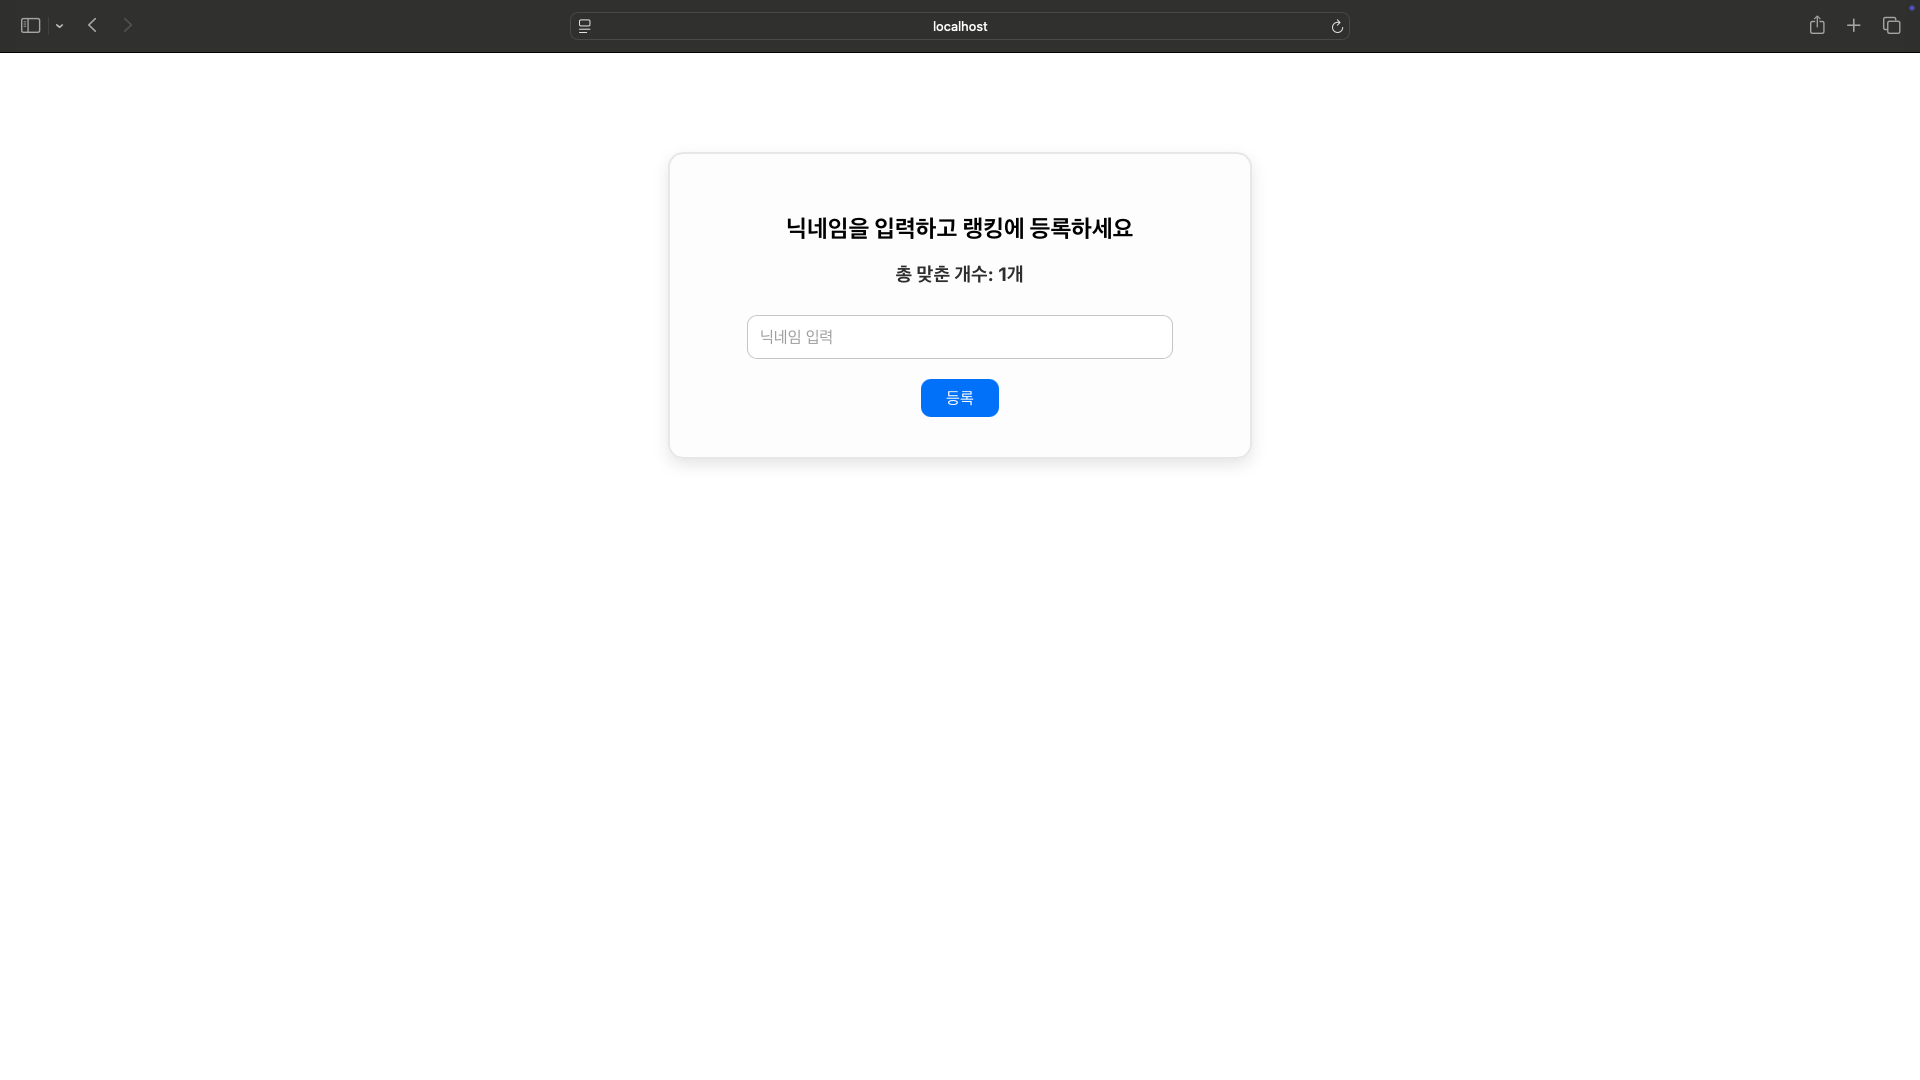 localhost
닉네임을 입력하고 랭킹에 등록하세요
총 맞춘 개수: 1개
닉네임 입력
등록